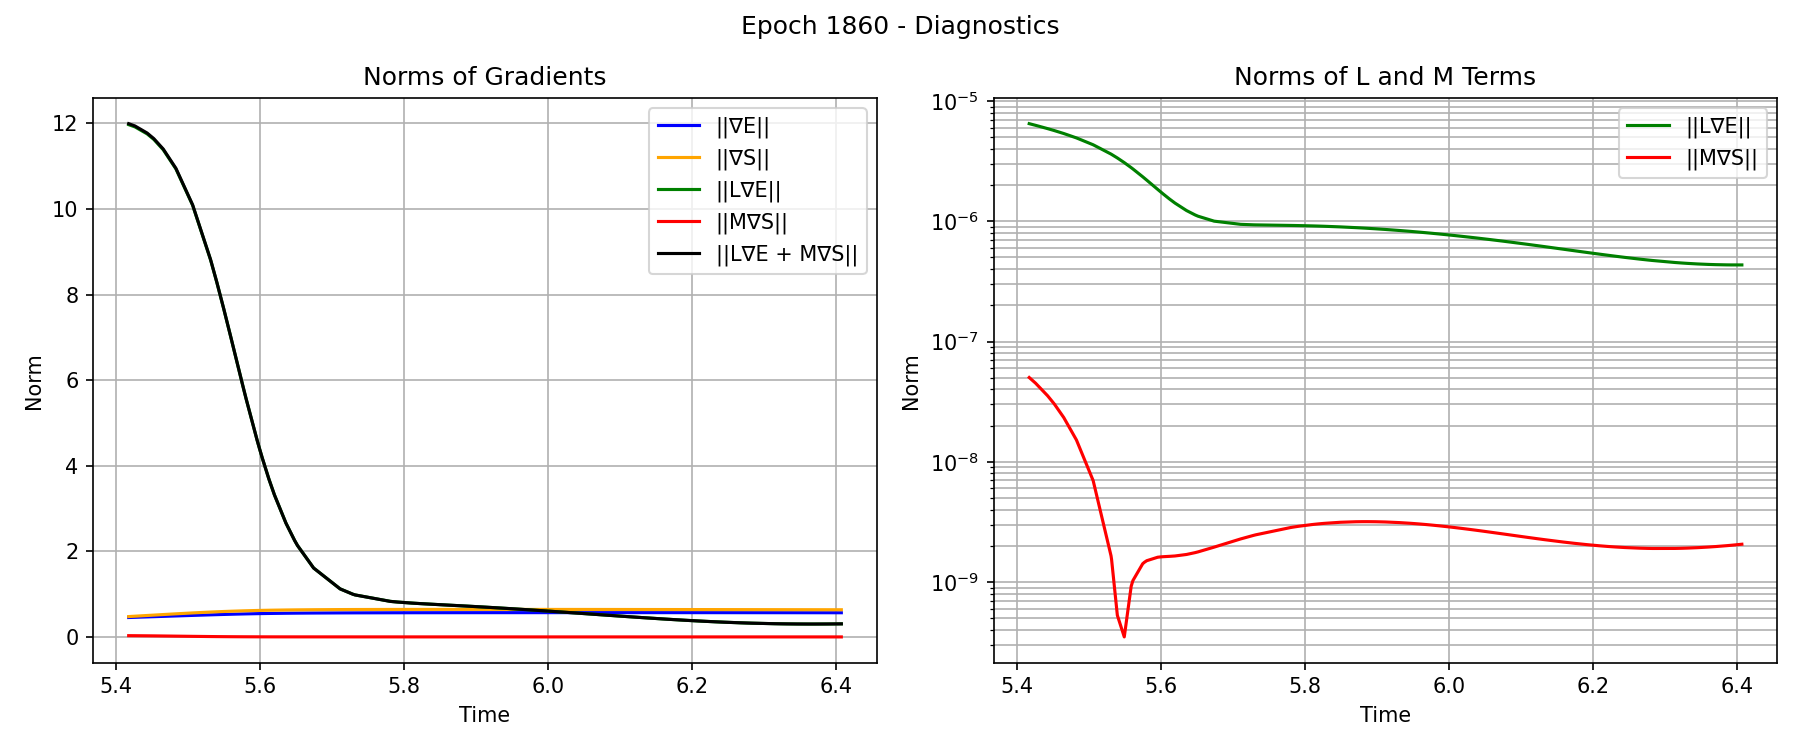 Epoch 1860 - Diagnostics
Norms of Gradients
12
10
8
6
4
2
0
Norm
5.4 5.6 5.8 6.0 6.2 6.4
Time
||∇E||
||∇S||
||L∇E||
||M∇S||
||L∇E + M∇S||
Norms of L and M Terms
10⁻⁵
10⁻⁶
10⁻⁷
10⁻⁸
10⁻⁹
Norm
5.4 5.6 5.8 6.0 6.2 6.4
Time
||L∇E||
||M∇S||